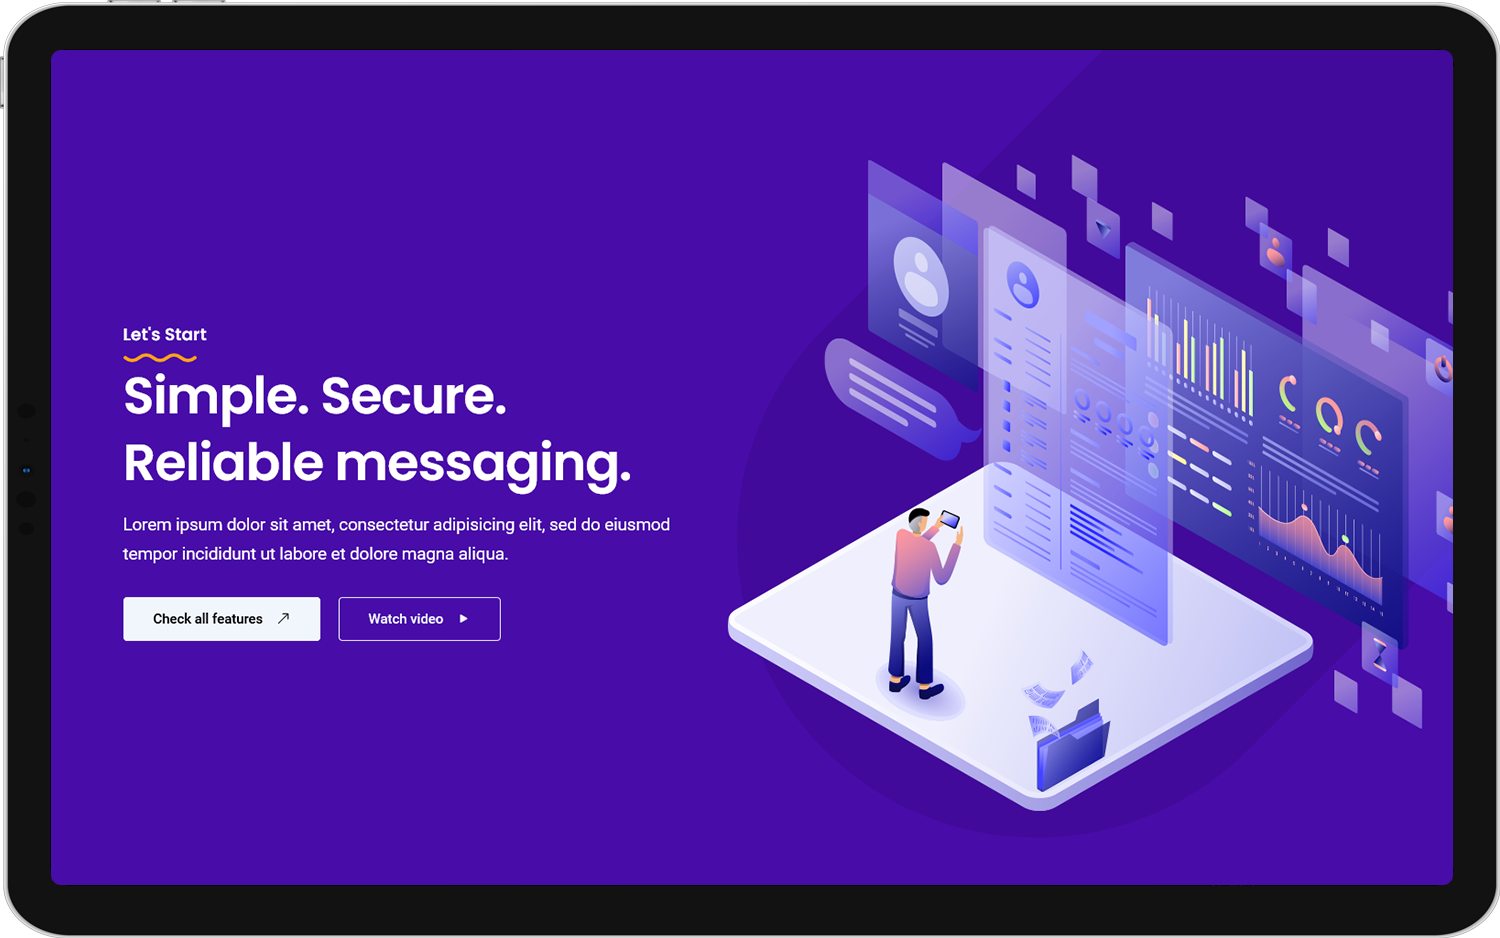 Let's Start
Simple. Secure.
Reliable messaging.
Lorem ipsum dolor sit amet, consectetur adipisicing elit, sed do eiusmod
tempor incididunt ut labore et dolore magna aliqua.
Check all features
Watch video